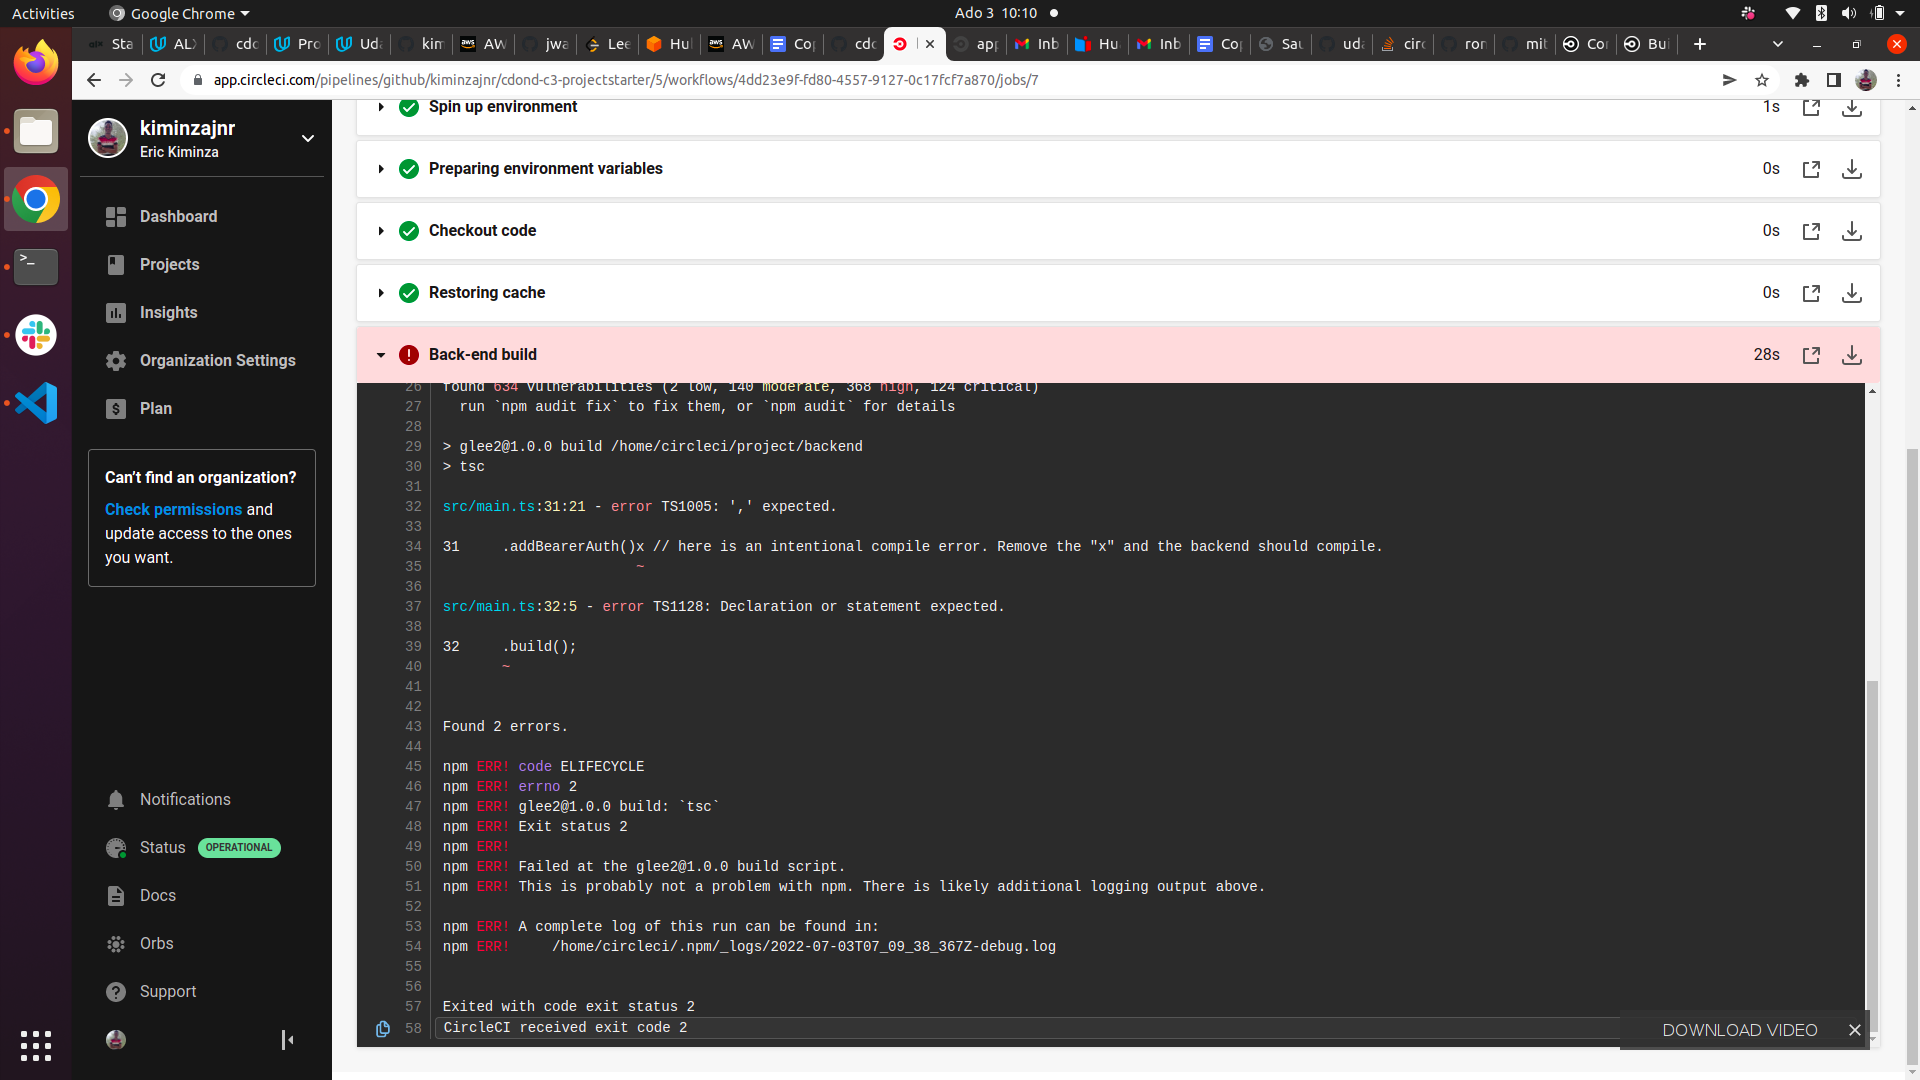 Activities
Google Chrome
Ado 3 10:10
Sta
ALX
cdc
Pro
Uda
kim
AW
jwa
Lee
Hul
AW
Cop
cdc
app
Inb
Hu
Inb
Cop
Sau
uda
circ
ror
mit
Cor
Bui
app.circleci.com/pipelines/github/kiminzajnr/cdond-c3-projectstarter/5/workflows/4dd23e9f-fd80-4557-9127-0c17fcf7a870/jobs/7
kiminzajnr
Eric Kiminza
Dashboard
Projects
Insights
Organization Settings
Plan
Can't find an organization?
Check permissions and
update access to the ones
you want.
Notifications
Status OPERATIONAL
Docs
Orbs
Support
Spin up environment 1s
Preparing environment variables 0s
Checkout code 0s
Restoring cache 0s
Back-end build 28s
26 found 634 vulnerabilities (2 low, 140 moderate, 368 high, 124 critical)
27 run `npm audit fix` to fix them, or `npm audit` for details
28
29 > glee2@1.0.0 build /home/circleci/project/backend
30 > tsc
31
32 src/main.ts:31:21 - error TS1005: ',' expected.
33
34 31 .addBearerAuth()x // here is an intentional compile error. Remove the "x" and the backend should compile.
35 ~
36
37 src/main.ts:32:5 - error TS1128: Declaration or statement expected.
38
39 32 .build();
40 ~
41
42
43 Found 2 errors.
44
45 npm ERR! code ELIFECYCLE
46 npm ERR! errno 2
47 npm ERR! glee2@1.0.0 build: `tsc`
48 npm ERR! Exit status 2
49 npm ERR!
50 npm ERR! Failed at the glee2@1.0.0 build script.
51 npm ERR! This is probably not a problem with npm. There is likely additional logging output above.
52
53 npm ERR! A complete log of this run can be found in:
54 npm ERR! /home/circleci/.npm/_logs/2022-07-03T07_09_38_367Z-debug.log
55
56
57 Exited with code exit status 2
58 CircleCI received exit code 2
DOWNLOAD VIDEO